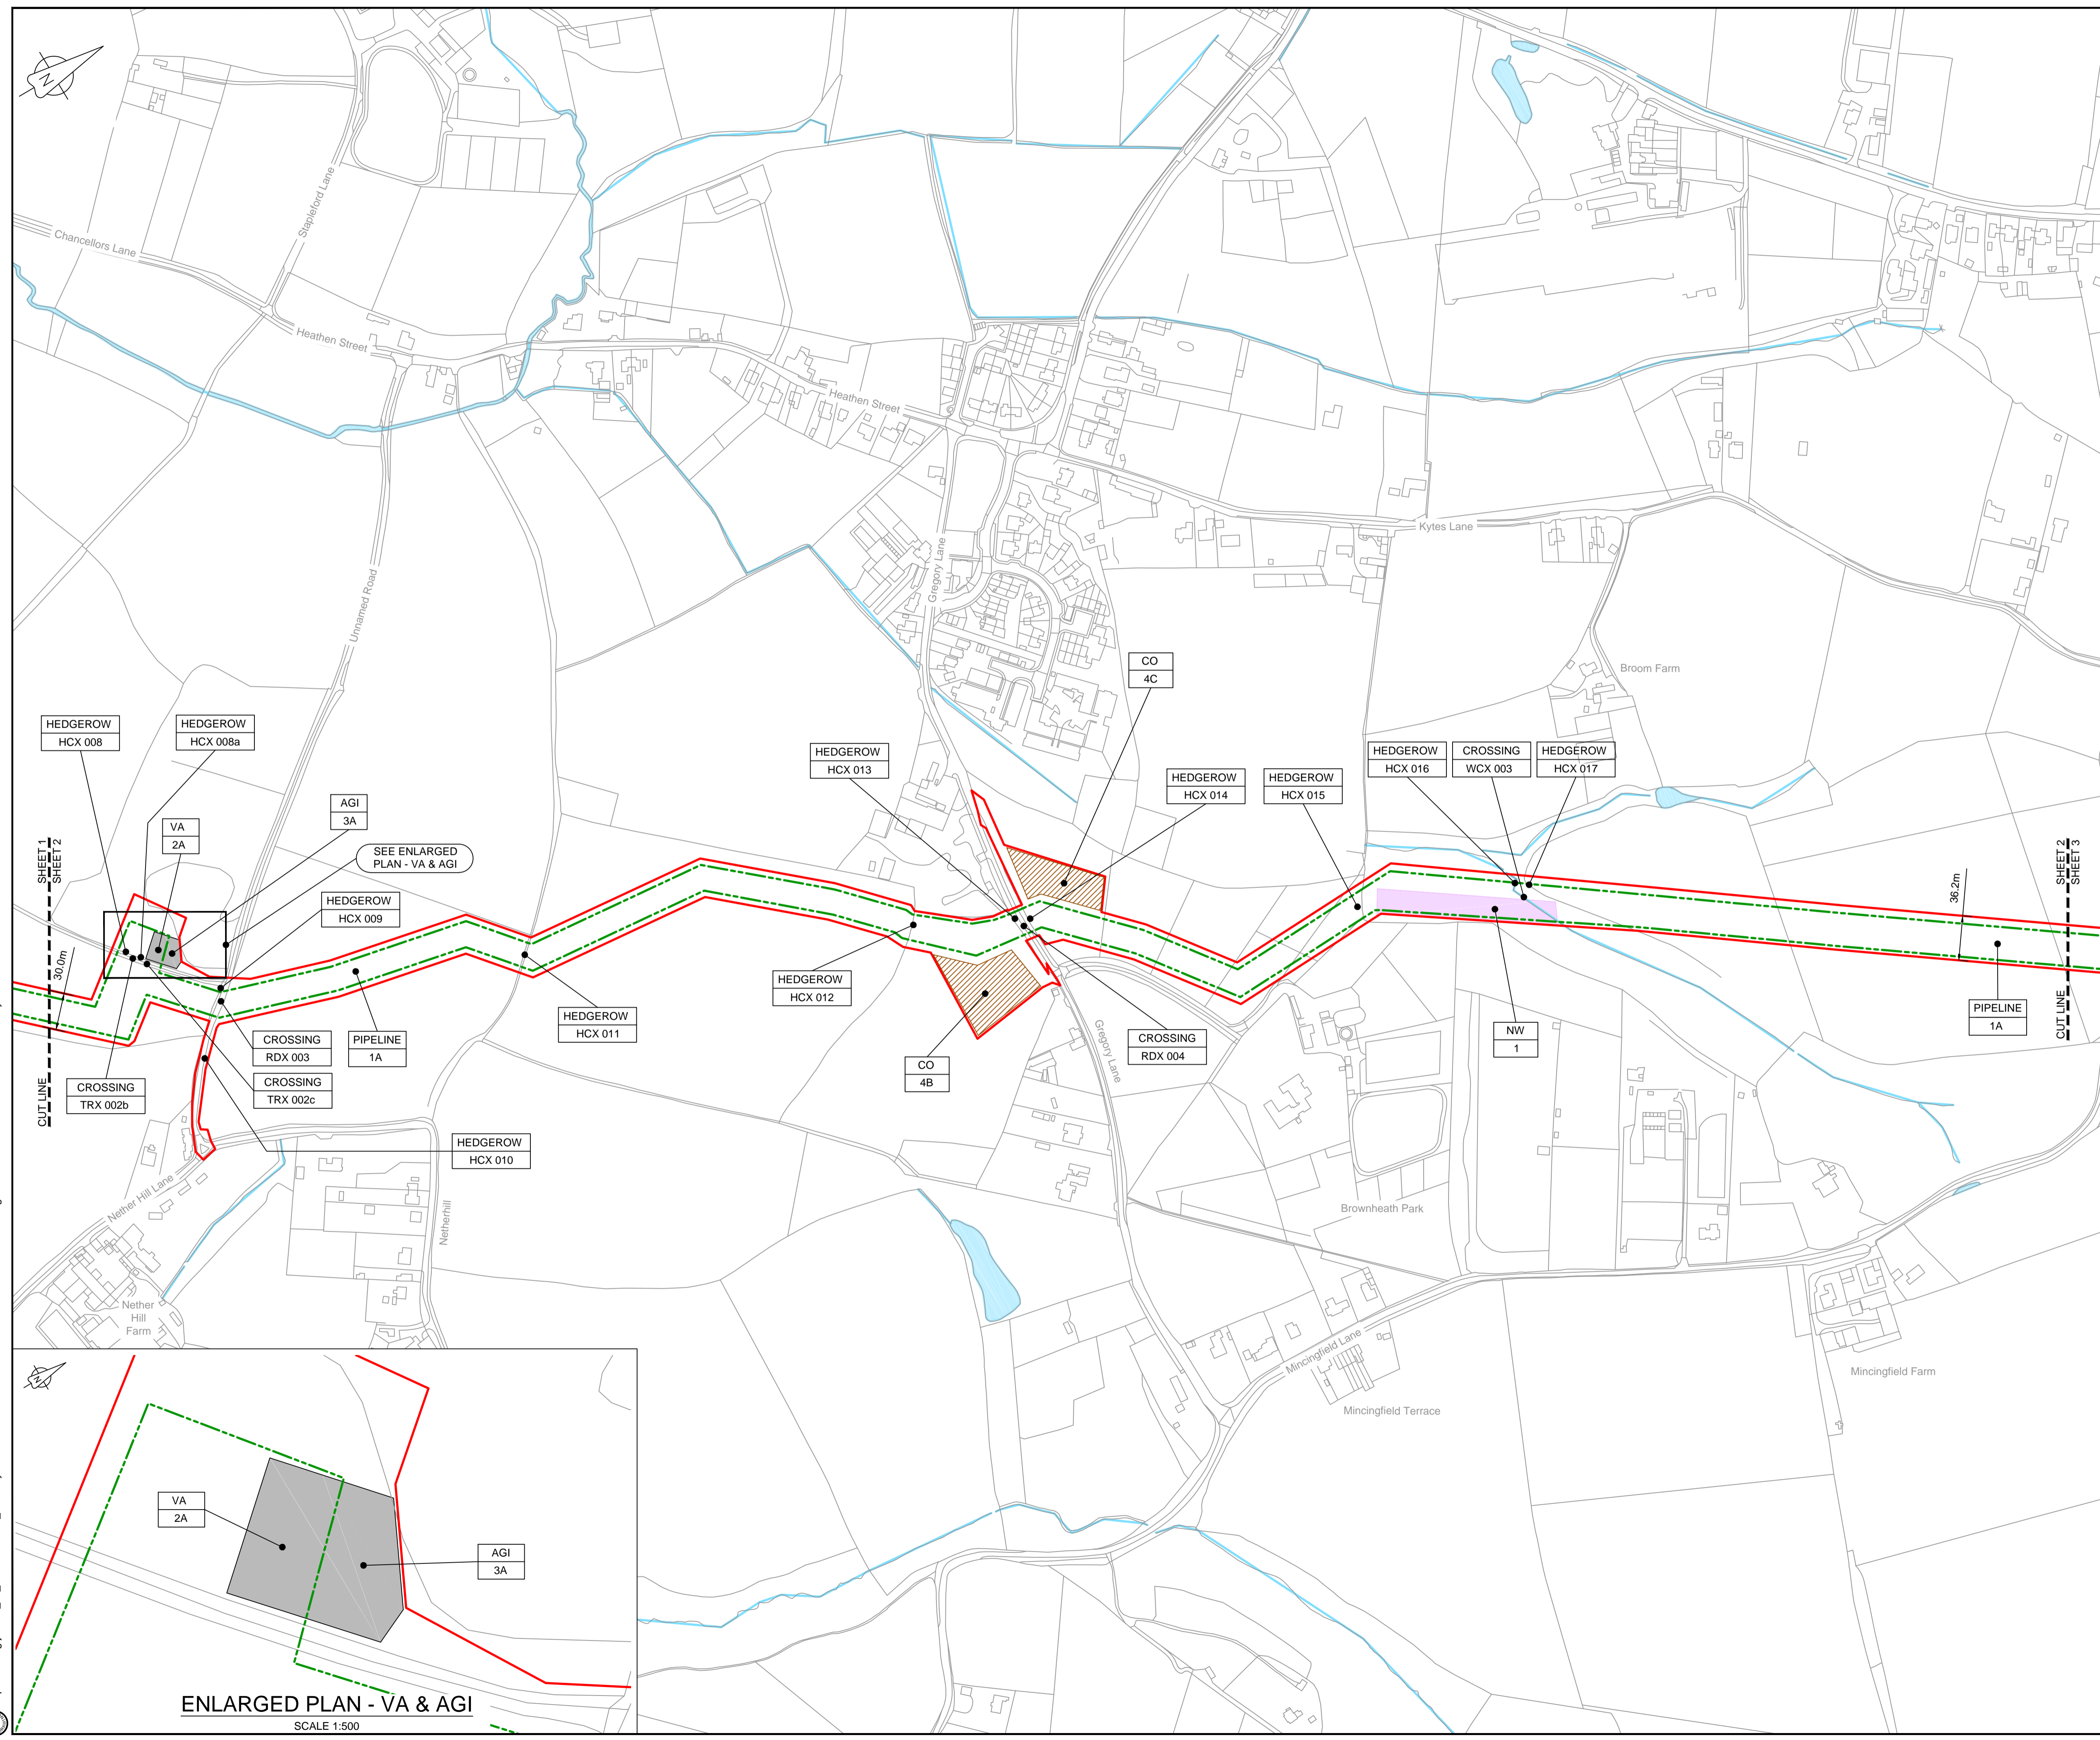 N
Stapleford Lane
Chancellors Lane
Heathen Street
Heathen Street
Unnamed Road
Gregory Lane
Kytes Lane
Broom Farm
CO
4C
HEDGEROW
HCX 008
HEDGEROW
HCX 008a
HEDGEROW
HCX 013
HEDGEROW
HCX 014
HEDGEROW
HCX 015
HEDGEROW
HCX 016
CROSSING
WCX 003
HEDGEROW
HCX 017
AGI
3A
VA
2A
SEE ENLARGED
PLAN - VA & AGI
SHEET 1
SHEET 2
SHEET 2
SHEET 3
HEDGEROW
HCX 009
30.0m
36.2m
HEDGEROW
HCX 012
HEDGEROW
HCX 011
PIPELINE
1A
CROSSING
RDX 003
PIPELINE
1A
NW
1
CROSSING
RDX 004
Gregory Lane
CO
4B
CROSSING
TRX 002b
CROSSING
TRX 002c
CUT LINE
CUT LINE
HEDGEROW
HCX 010
Nether Hill Lane
Netherhill
Brownheath Park
Nether
Hill
Farm
Mincingfield Lane
Mincingfield Farm
Mincingfield Terrace
N
VA
2A
AGI
3A
ENLARGED PLAN - VA & AGI
SCALE 1:500